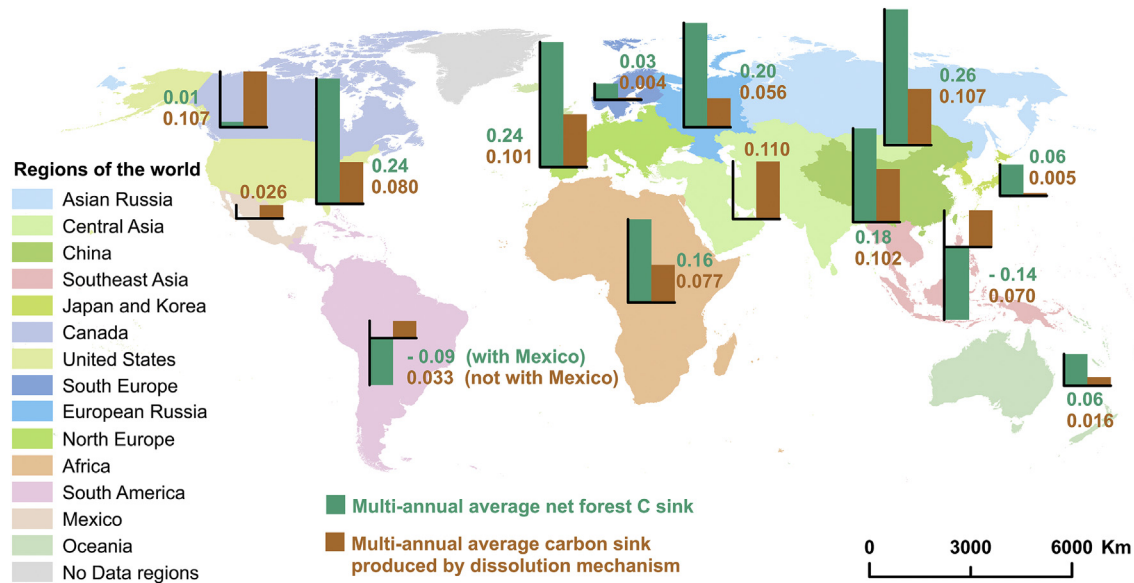 0.01
0.107
0.24
0.080
0.026
0.24
0.101
0.03
0.004
0.20
0.056
0.26
0.107
0.110
0.18
0.102
0.06
0.005
- 0.14
0.070
0.16
0.077
- 0.09 (with Mexico)
0.033 (not with Mexico)
0.06
0.016
Regions of the world
Asian Russia
Central Asia
China
Southeast Asia
Japan and Korea
Canada
United States
South Europe
European Russia
North Europe
Africa
South America
Mexico
Oceania
No Data regions
Multi-annual average net forest C sink
Multi-annual average carbon sink
produced by dissolution mechanism
0 3000 6000 Km